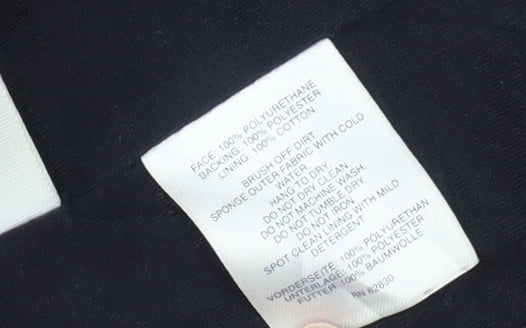 FACE: 100% POLYURETHANE
BACKING: 100% POLYESTER
LINING: 100% COTTON
BRUSH OFF DIRT
SPONGE OUTER FABRIC WITH COLD
WATER
HANG TO DRY
DO NOT DRY CLEAN
DO NOT MACHINE WASH
DO NOT TUMBLE DRY
DO NOT IRON
SPOT CLEAN LINING WITH MILD
DETERGENT.
VORDERSEITE: 100% POLYURETHAN
UNTERLAGE: 100% POLYESTER
FUTTER: 100% BAUMWOLLE
RN 82830